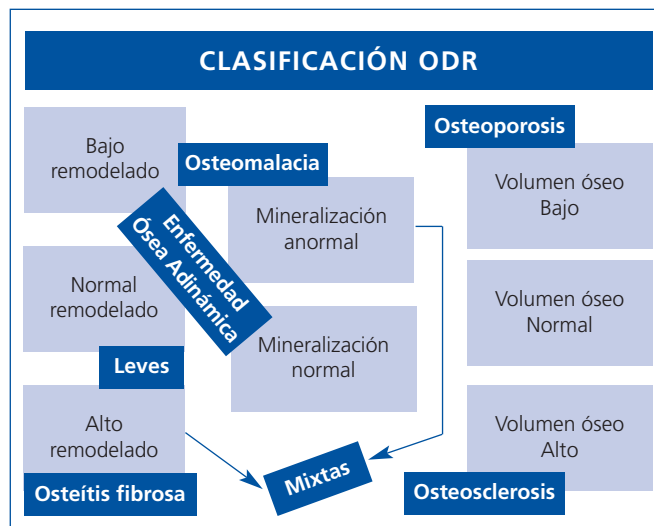 CLASIFICACIÓN ODR
Bajo
remodelado
Osteomalacia
Enfermedad
Ósea Adinámica
Mineralización
anormal
Normal
remodelado
Mineralización
normal
Leves
Alto
remodelado
Osteítis fibrosa
Mixtas
Osteoporosis
Volumen óseo
Bajo
Volumen óseo
Normal
Volumen óseo
Alto
Osteosclerosis